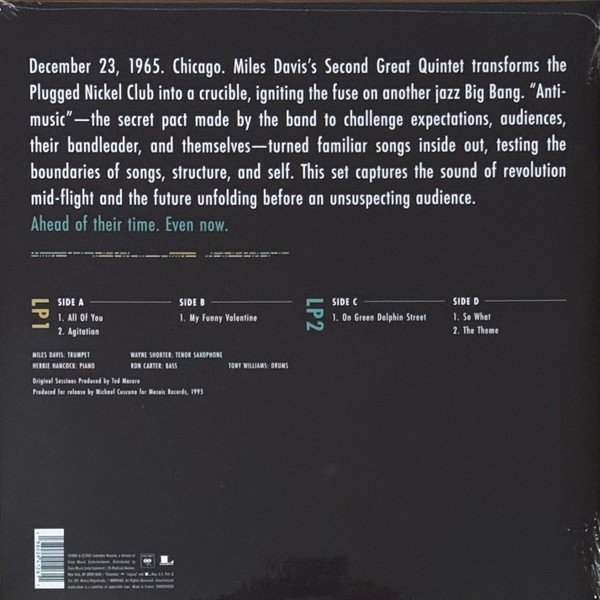 December 23, 1965. Chicago. Miles Davis's Second Great Quintet transforms the
Plugged Nickel Club into a crucible, igniting the fuse on another jazz Big Bang. "Anti-
music"—the secret pact made by the band to challenge expectations, audiences,
their bandleader, and themselves—turned familiar songs inside out, testing the
boundaries of songs, structure, and self. This set captures the sound of revolution
mid-flight and the future unfolding before an unsuspecting audience.
Ahead of their time. Even now.
LP1
SIDE A
1. All Of You
2. Agitation
SIDE B
1. My Funny Valentine
LP2
SIDE C
1. On Green Dolphin Street
SIDE D
1. So What
2. The Theme
MILES DAVIS: TRUMPET
WAYNE SHORTER: TENOR SAXOPHONE
HERBIE HANCOCK: PIANO
RON CARTER: BASS
TONY WILLIAMS: DRUMS
Original Sessions Produced by Teo Macero
Produced for release by Michael Cuscuna for Mosaic Records, 1995